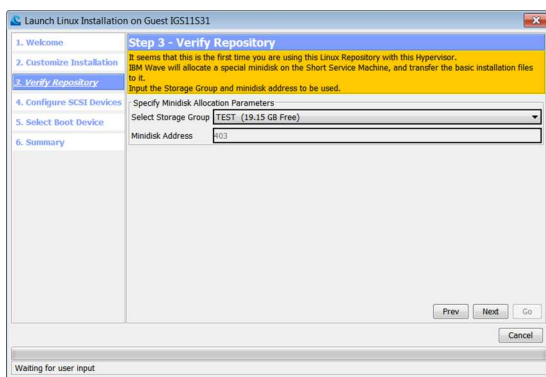 Launch Linux Installation on Guest IGS11S31
1. Welcome
2. Customize Installation
3. Verify Repository
4. Configure SCSI Devices
5. Select Boot Device
6. Summary
Step 3 - Verify Repository
It seems that this is the first time you are using this Linux Repository with this Hypervisor.
IBM Wave will allocate a special minidisk on the Short Service Machine, and transfer the basic installation files
to it.
Input the Storage Group and minidisk address to be used.
Specify Minidisk Allocation Parameters
Select Storage Group TEST (19.15 GB Free)
Minidisk Address 403
Prev Next Go
Cancel
Waiting for user input